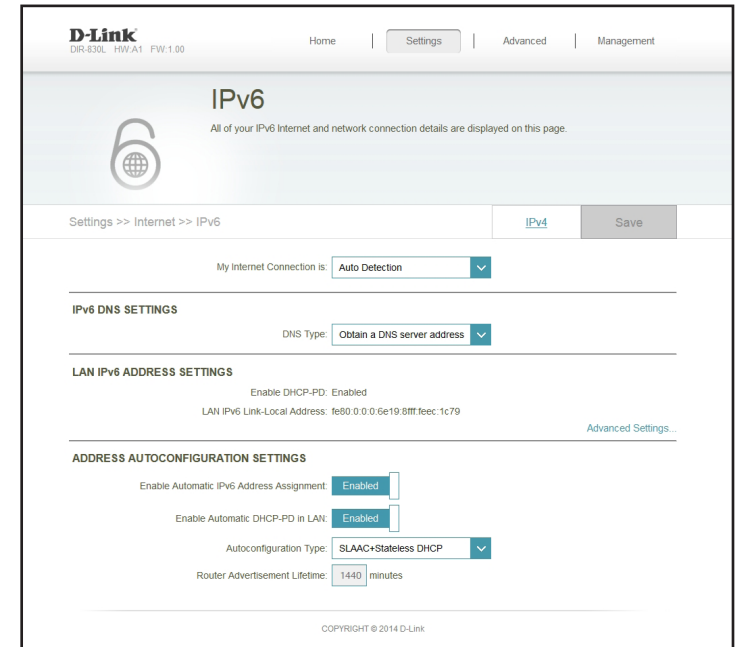 D-Link
DIR-830L HW:A1 FW:1.00
Home
Settings
Advanced
Management
IPv6
All of your IPv6 Internet and network connection details are displayed on this page.
Settings >> Internet >> IPv6
IPv4
Save
My Internet Connection is: Auto Detection
IPv6 DNS SETTINGS
DNS Type: Obtain a DNS server address
LAN IPv6 ADDRESS SETTINGS
Enable DHCP-PD: Enabled
LAN IPv6 Link-Local Address: fe80:0:0:0:6e19:8fff:feec:1c79
Advanced Settings...
ADDRESS AUTOCONFIGURATION SETTINGS
Enable Automatic IPv6 Address Assignment: Enabled
Enable Automatic DHCP-PD in LAN: Enabled
Autoconfiguration Type: SLAAC+Stateless DHCP
Router Advertisement Lifetime: 1440 minutes
COPYRIGHT © 2014 D-Link